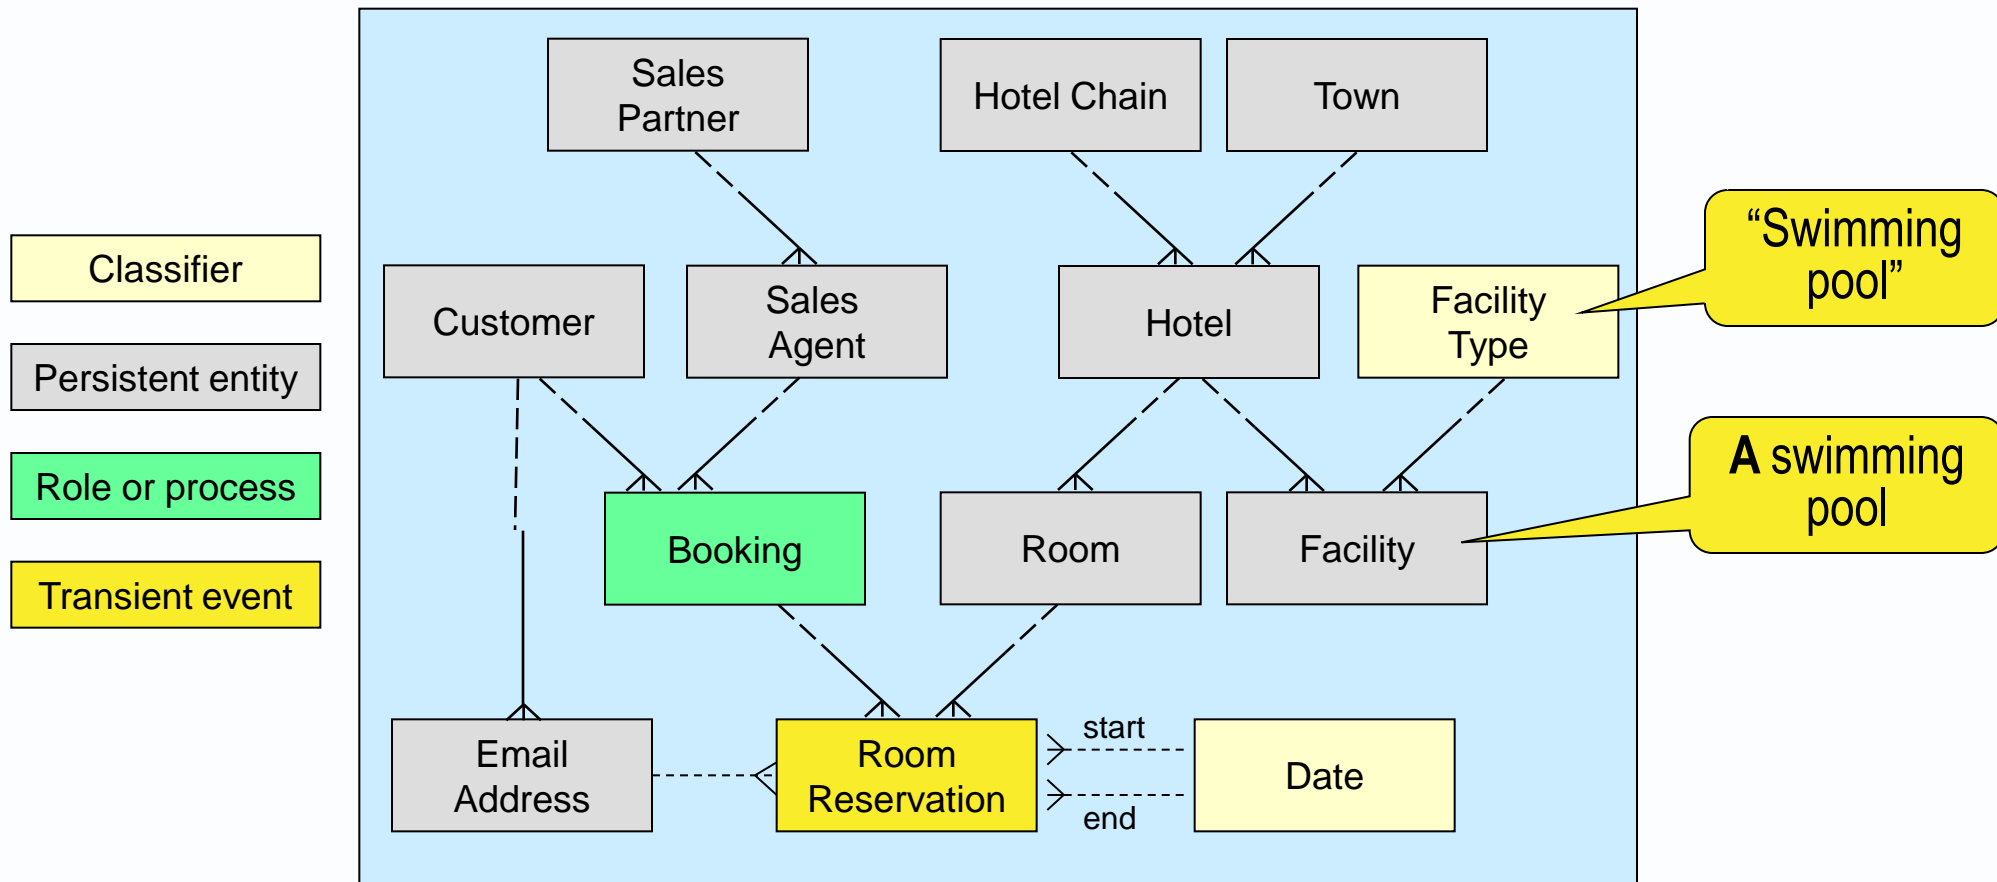 Sales
Partner
Hotel Chain
Town
“Swimming
pool”
Classifier
Customer
Sales
Agent
Hotel
Facility
Type
Persistent entity
A swimming
pool
Role or process
Booking
Room
Facility
Transient event
Email
Address
Room
Reservation
start
end
Date